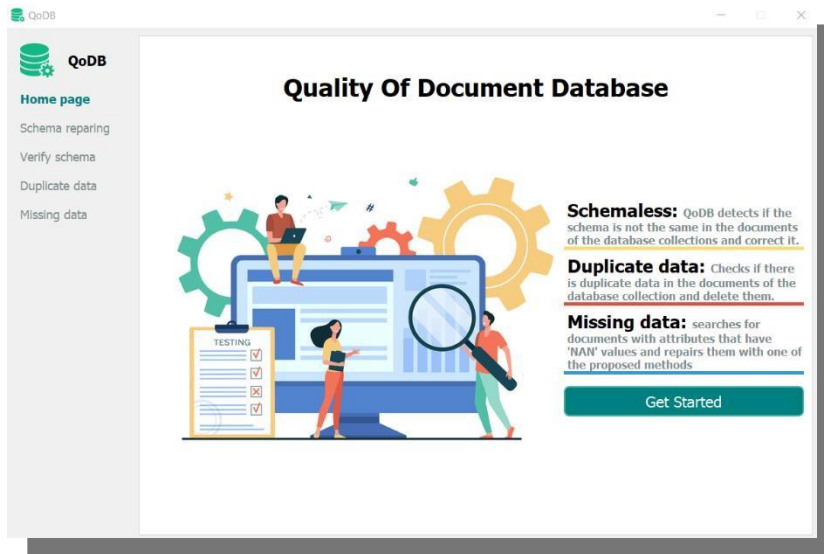 QoDB
QoDB
Home page
Schema reparing
Verify schema
Duplicate data
Missing data
Quality Of Document Database
#
TESTING
Schemaless: QoDB detects if the
schema is not the same in the documents
of the database collections and correct it.
Duplicate data: Checks if there
is duplicate data in the documents of the
database collection and delete them.
Missing data: searches for
documents with attributes that have
'NAN' values and repairs them with one of
the proposed methods
Get Started